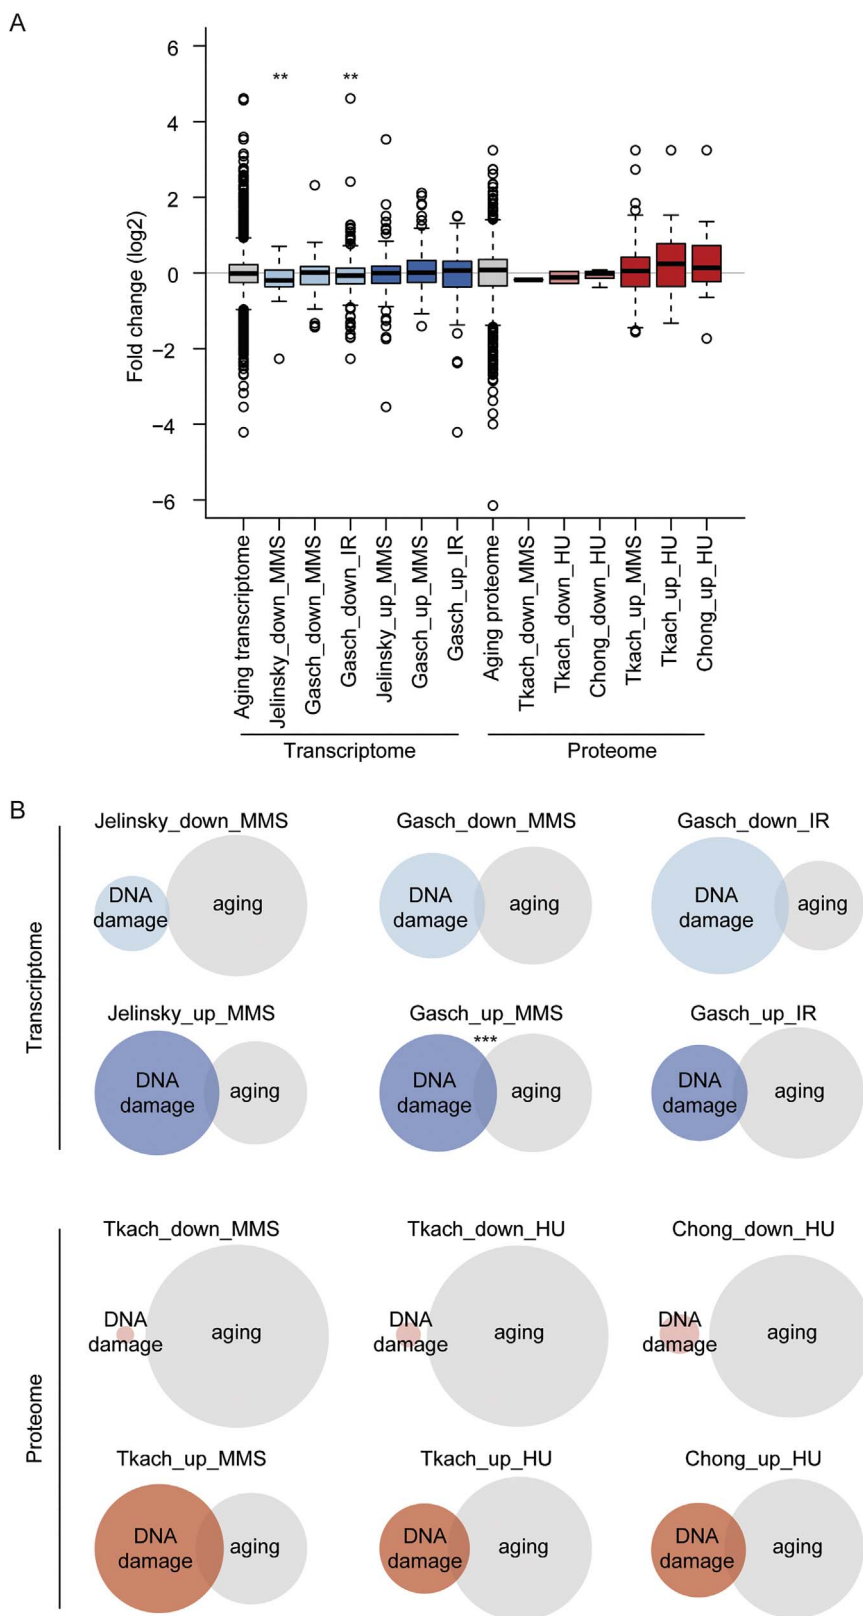 A
Fold change (log2)
6
4
2
0
−2
−4
−6
**
**
Aging transcriptome
Jelinsky_down_MMS
Gasch_down_MMS
Gasch_down_IR
Jelinsky_up_MMS
Gasch_up_MMS
Gasch_up_IR
Aging proteome
Tkach_down_MMS
Tkach_down_HU
Chong_down_HU
Tkach_up_MMS
Tkach_up_HU
Chong_up_HU
Transcriptome
Proteome
B
Transcriptome
Jelinsky_down_MMS
DNA
damage
aging
Gasch_down_MMS
DNA
damage
aging
Gasch_down_IR
DNA
damage
aging
Jelinsky_up_MMS
DNA
damage
aging
Gasch_up_MMS
***
DNA
damage
aging
Gasch_up_IR
DNA
damage
aging
Proteome
Tkach_down_MMS
DNA
damage
aging
Tkach_down_HU
DNA
damage
aging
Chong_down_HU
DNA
damage
aging
Tkach_up_MMS
DNA
damage
aging
Tkach_up_HU
DNA
damage
aging
Chong_up_HU
DNA
damage
aging